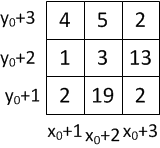 y₀+3 4 5 2
y₀+2 1 3 13
y₀+1 2 19 2
x₀+1 x₀+2 x₀+3